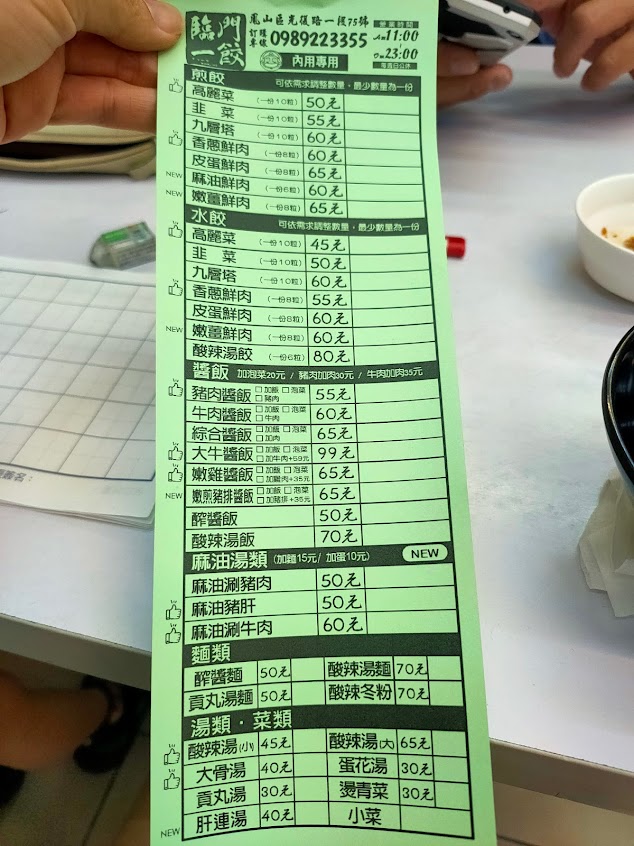 臨門一餃
鳳山區光復路一段75號
訂餐專線 0989223355
內用專用
營業時間
AM11:00
PM23:00
每週日公休
煎餃 可依需求調整數量,最少數量為一份
高麗菜 (一份10粒) 50元
韭菜 (一份10粒) 55元
九層塔 (一份10粒) 60元
香蔥鮮肉 (一份8粒) 60元
皮蛋鮮肉 (一份8粒) 65元
NEW 麻油鮮肉 (一份8粒) 60元
NEW 嫩薑鮮肉 (一份8粒) 65元
水餃 可依需求調整數量,最少數量為一份
高麗菜 (一份10粒) 45元
韭菜 (一份10粒) 50元
九層塔 (一份10粒) 60元
香蔥鮮肉 (一份8粒) 55元
皮蛋鮮肉 (一份8粒) 60元
NEW 嫩薑鮮肉 (一份8粒) 60元
酸辣湯餃 (一份6粒) 80元
醬飯 加泡菜20元 / 豬肉加肉30元 / 牛肉加肉35元
豬肉醬飯 □加飯 □泡菜 □豬肉 55元
牛肉醬飯 □加飯 □泡菜 □牛肉 60元
綜合醬飯 □加飯 □泡菜 □加肉 65元
大牛醬飯 □加飯 □泡菜 □加牛肉+59元 99元
嫩雞醬飯 □加飯 □泡菜 □加雞肉+35元 65元
NEW 嫩煎豬排醬飯 □加飯 □泡菜 □加豬排+35元 65元
醡醬飯 50元
酸辣湯飯 70元
麻油湯類 (加麵15元/ 加蛋10元) NEW
麻油涮豬肉 50元
麻油豬肝 50元
麻油涮牛肉 60元
麵類
醡醬麵 50元 酸辣湯麵 70元
貢丸湯麵 50元 酸辣冬粉 70元
湯類‧菜類
酸辣湯(小) 45元 酸辣湯(大) 65元
大骨湯 40元 蛋花湯 30元
貢丸湯 30元 燙青菜 30元
NEW 肝連湯 40元 小菜